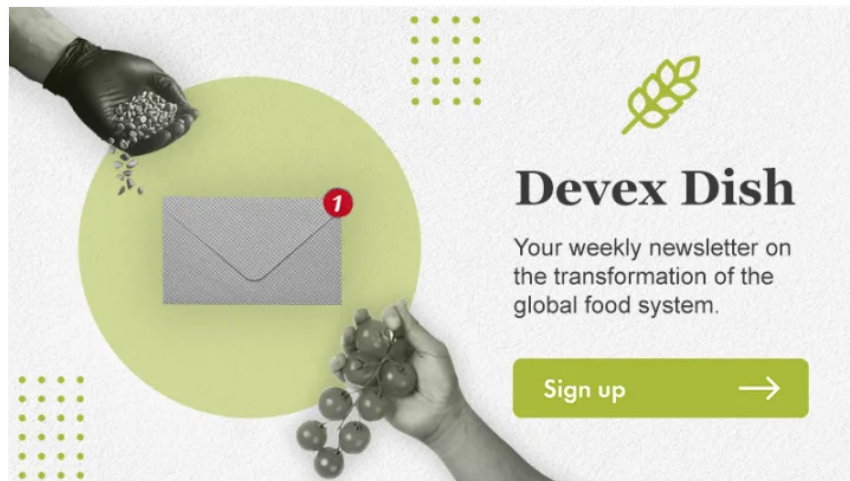 1
Devex Dish
Your weekly newsletter on
the transformation of the
global food system.
Sign up